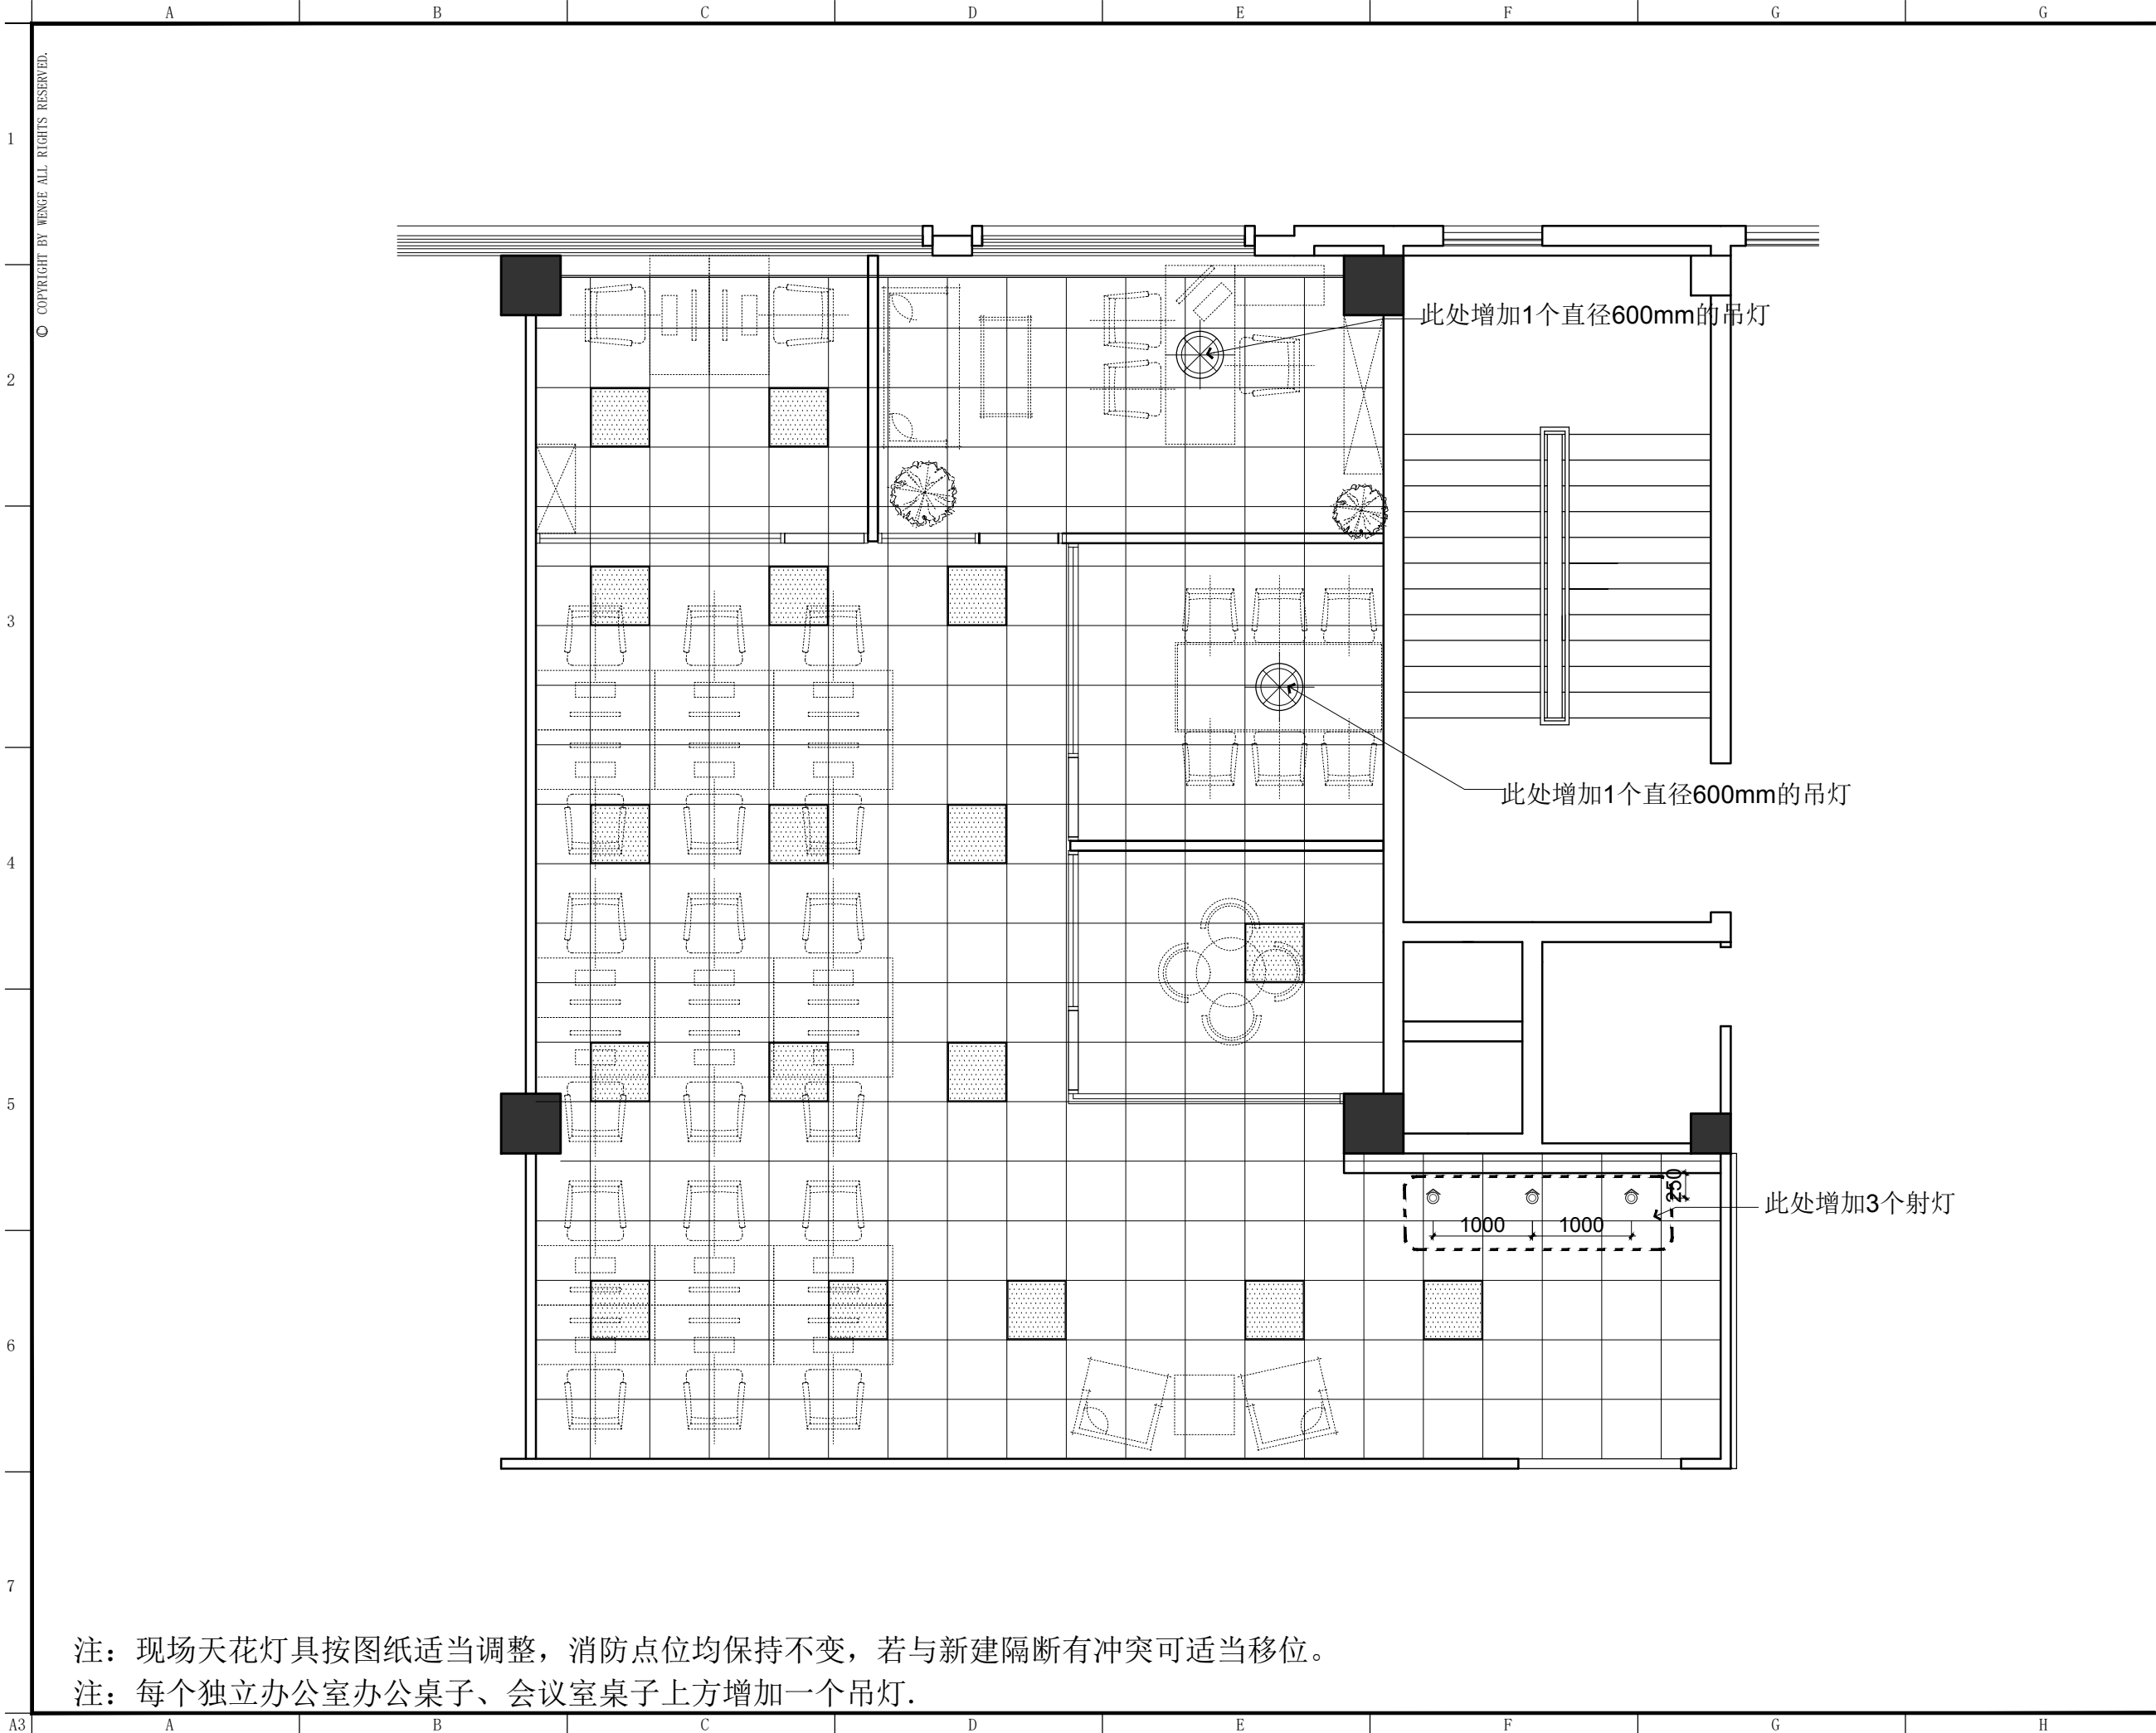 A B C D E F G G
© COPYRIGHT BY WENGE ALL RIGHTS RESERVED.
1
2
3
4
5
6
7
此处增加1个直径600mm的吊灯
此处增加1个直径600mm的吊灯
250
此处增加3个射灯
1000 1000
注：现场天花灯具按图纸适当调整，消防点位均保持不变，若与新建隔断有冲突可适当移位。
注：每个独立办公室办公桌子、会议室桌子上方增加一个吊灯.
A3 A B C D E F G H